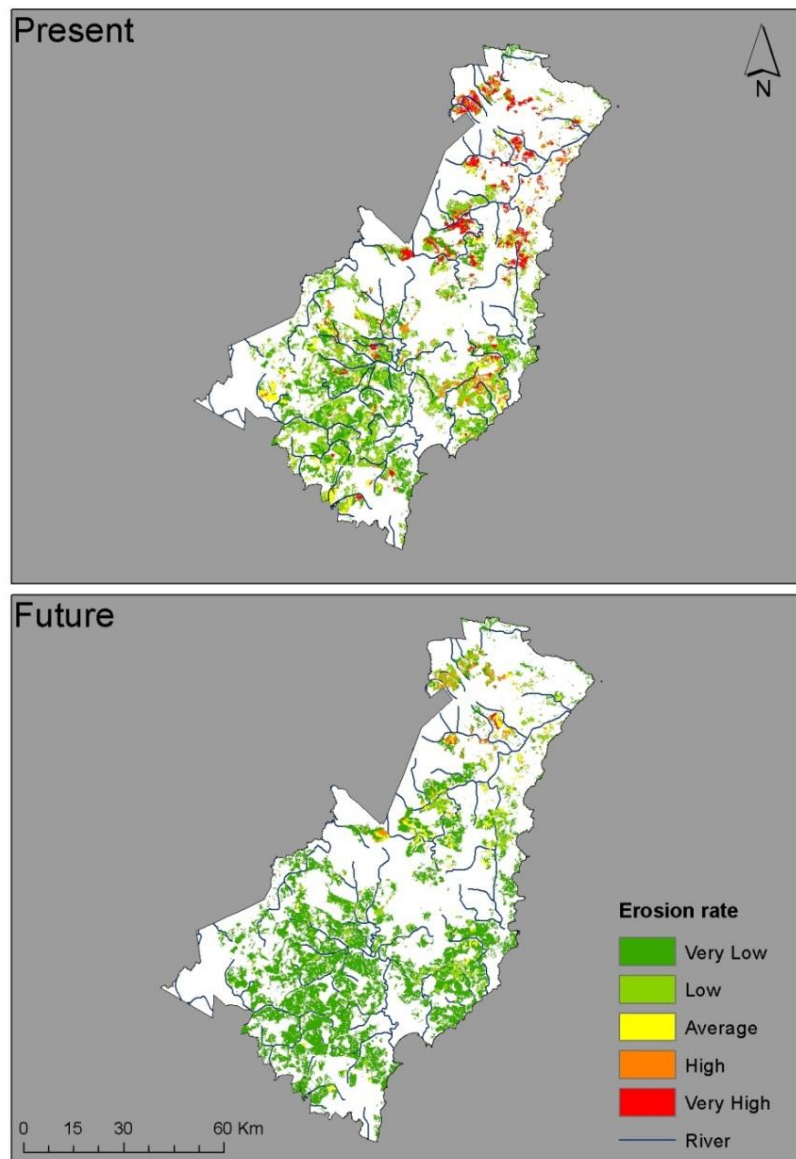 Present
N
Future
Erosion rate
Very Low
Low
Average
High
Very High
River
0 15 30 60 Km